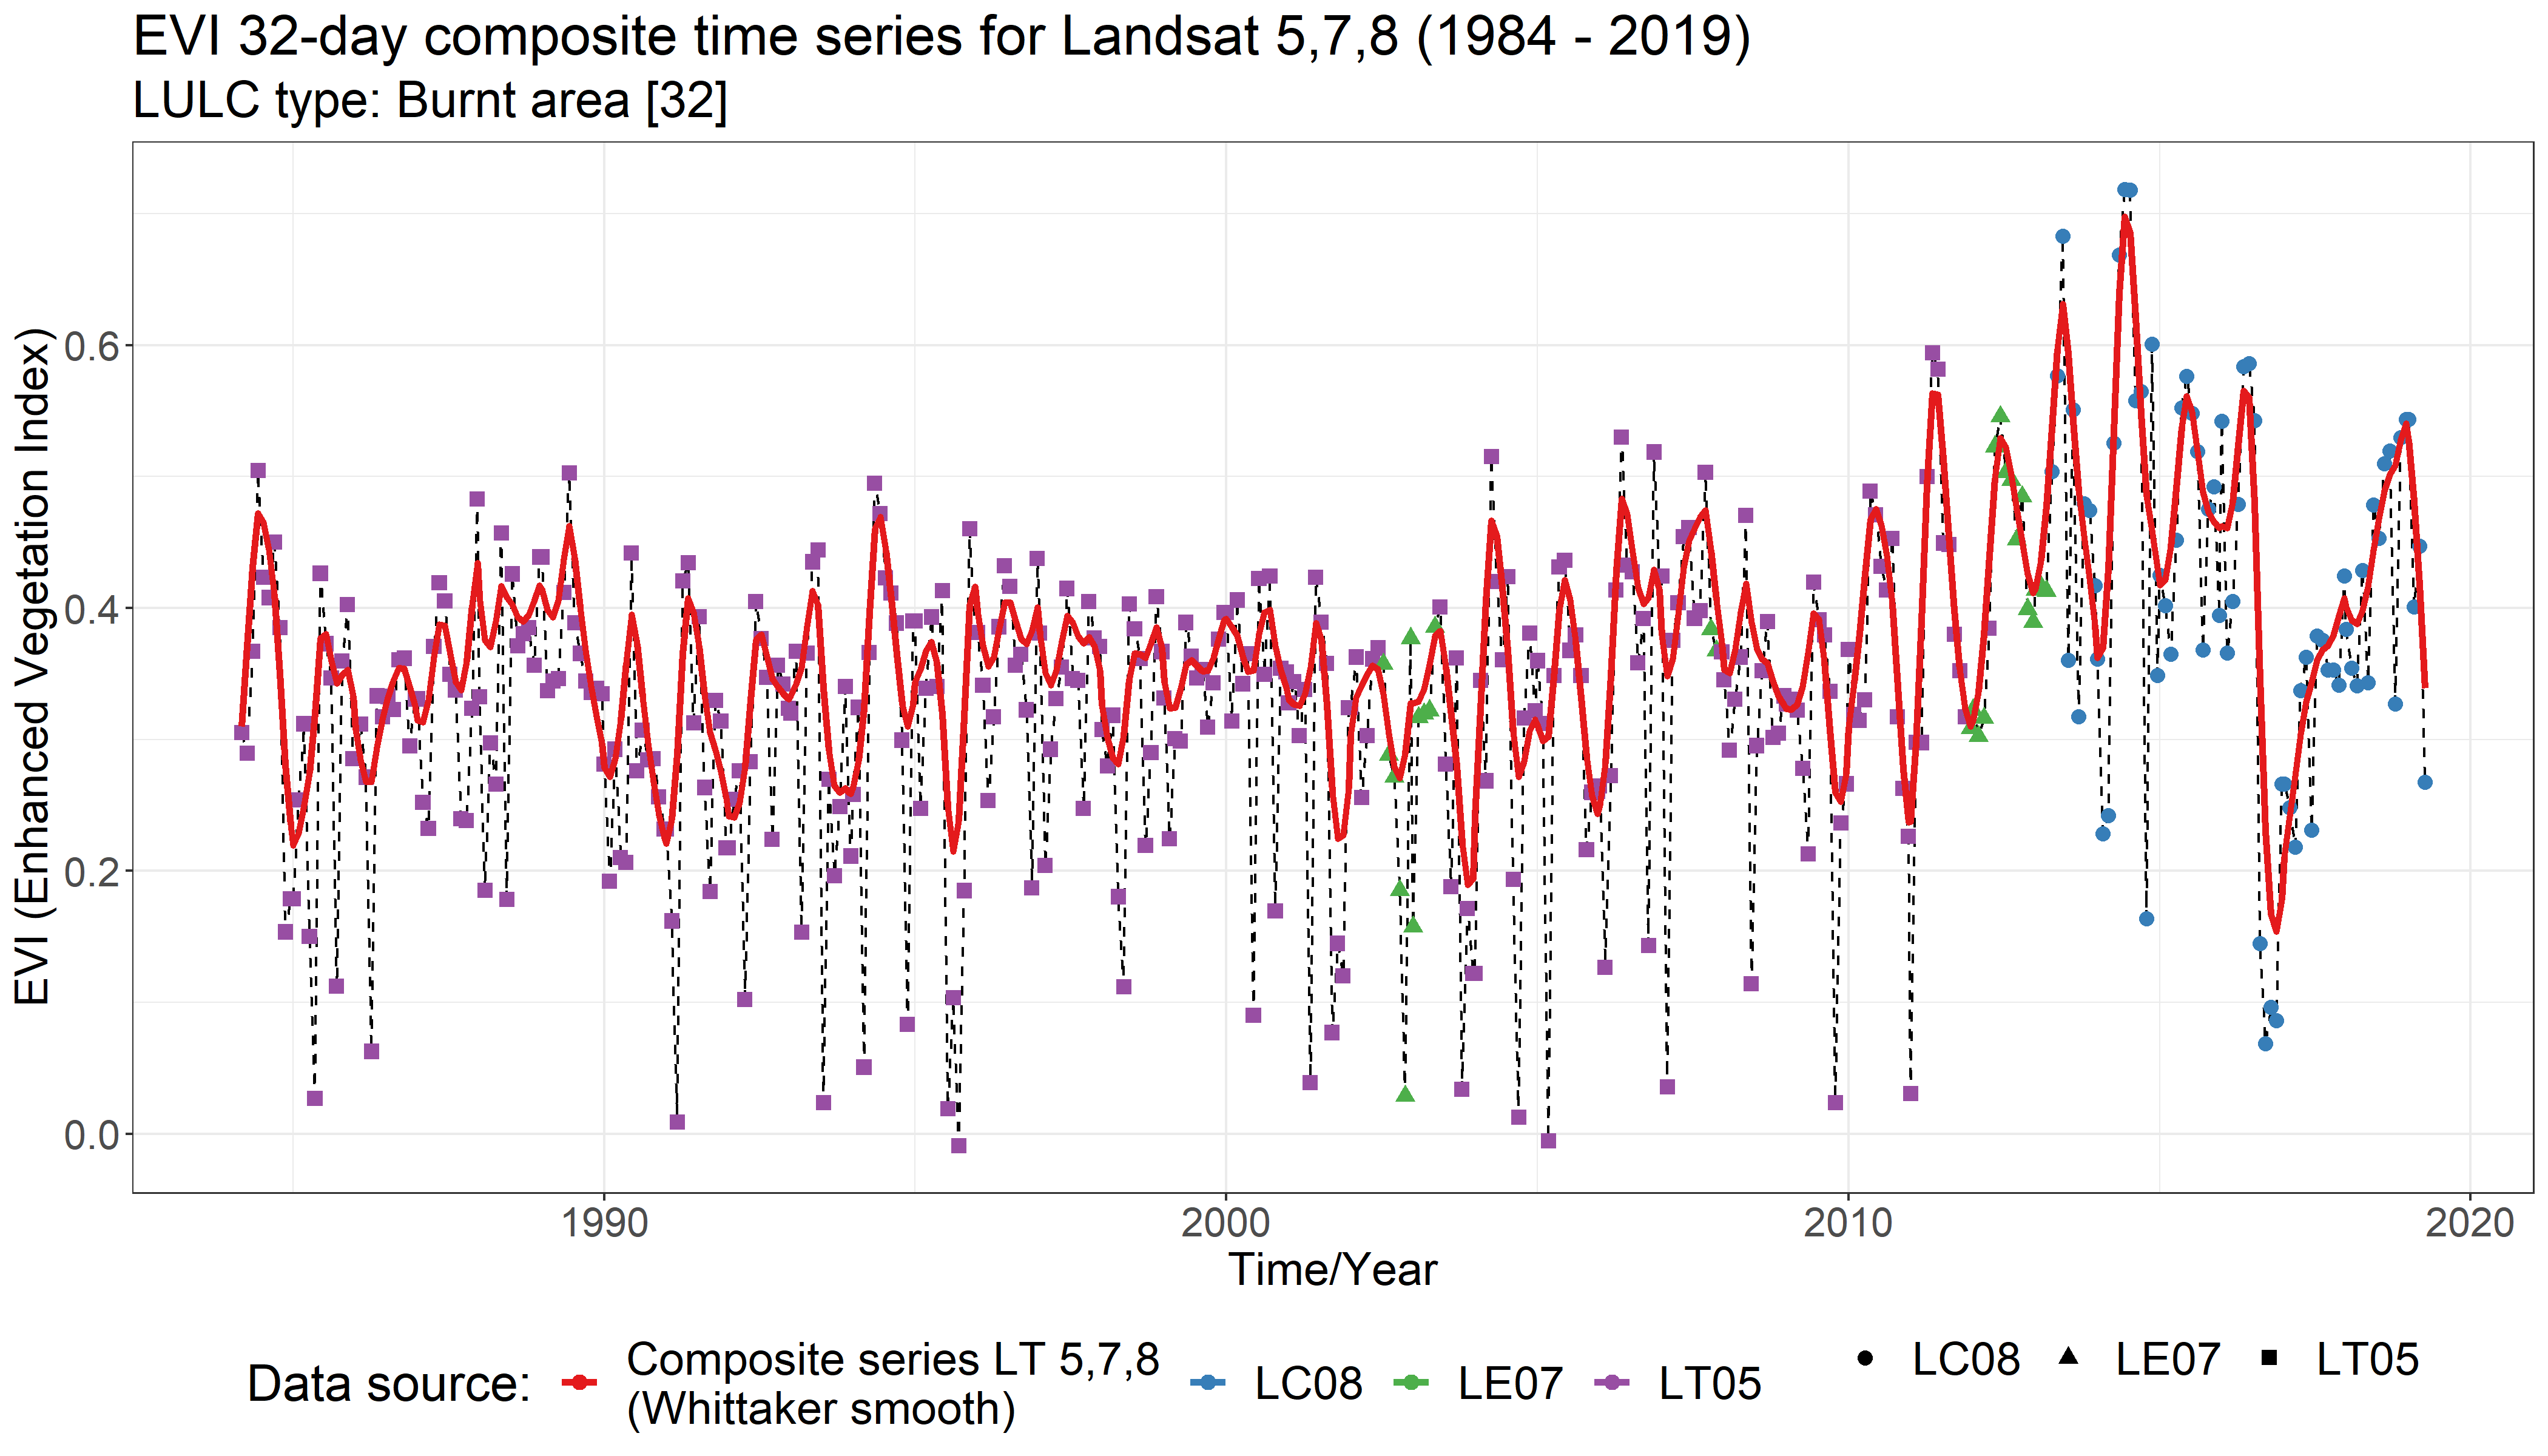 EVI 32-day composite time series for Landsat 5,7,8 (1984 - 2019)
LULC type: Burnt area [32]
EVI (Enhanced Vegetation Index)
0.6
0.4
0.2
0.0
1990 2000 2010 2020
Time/Year
Data source: Composite series LT 5,7,8
(Whittaker smooth)
LC08 LE07 LT05
LC08 LE07 LT05